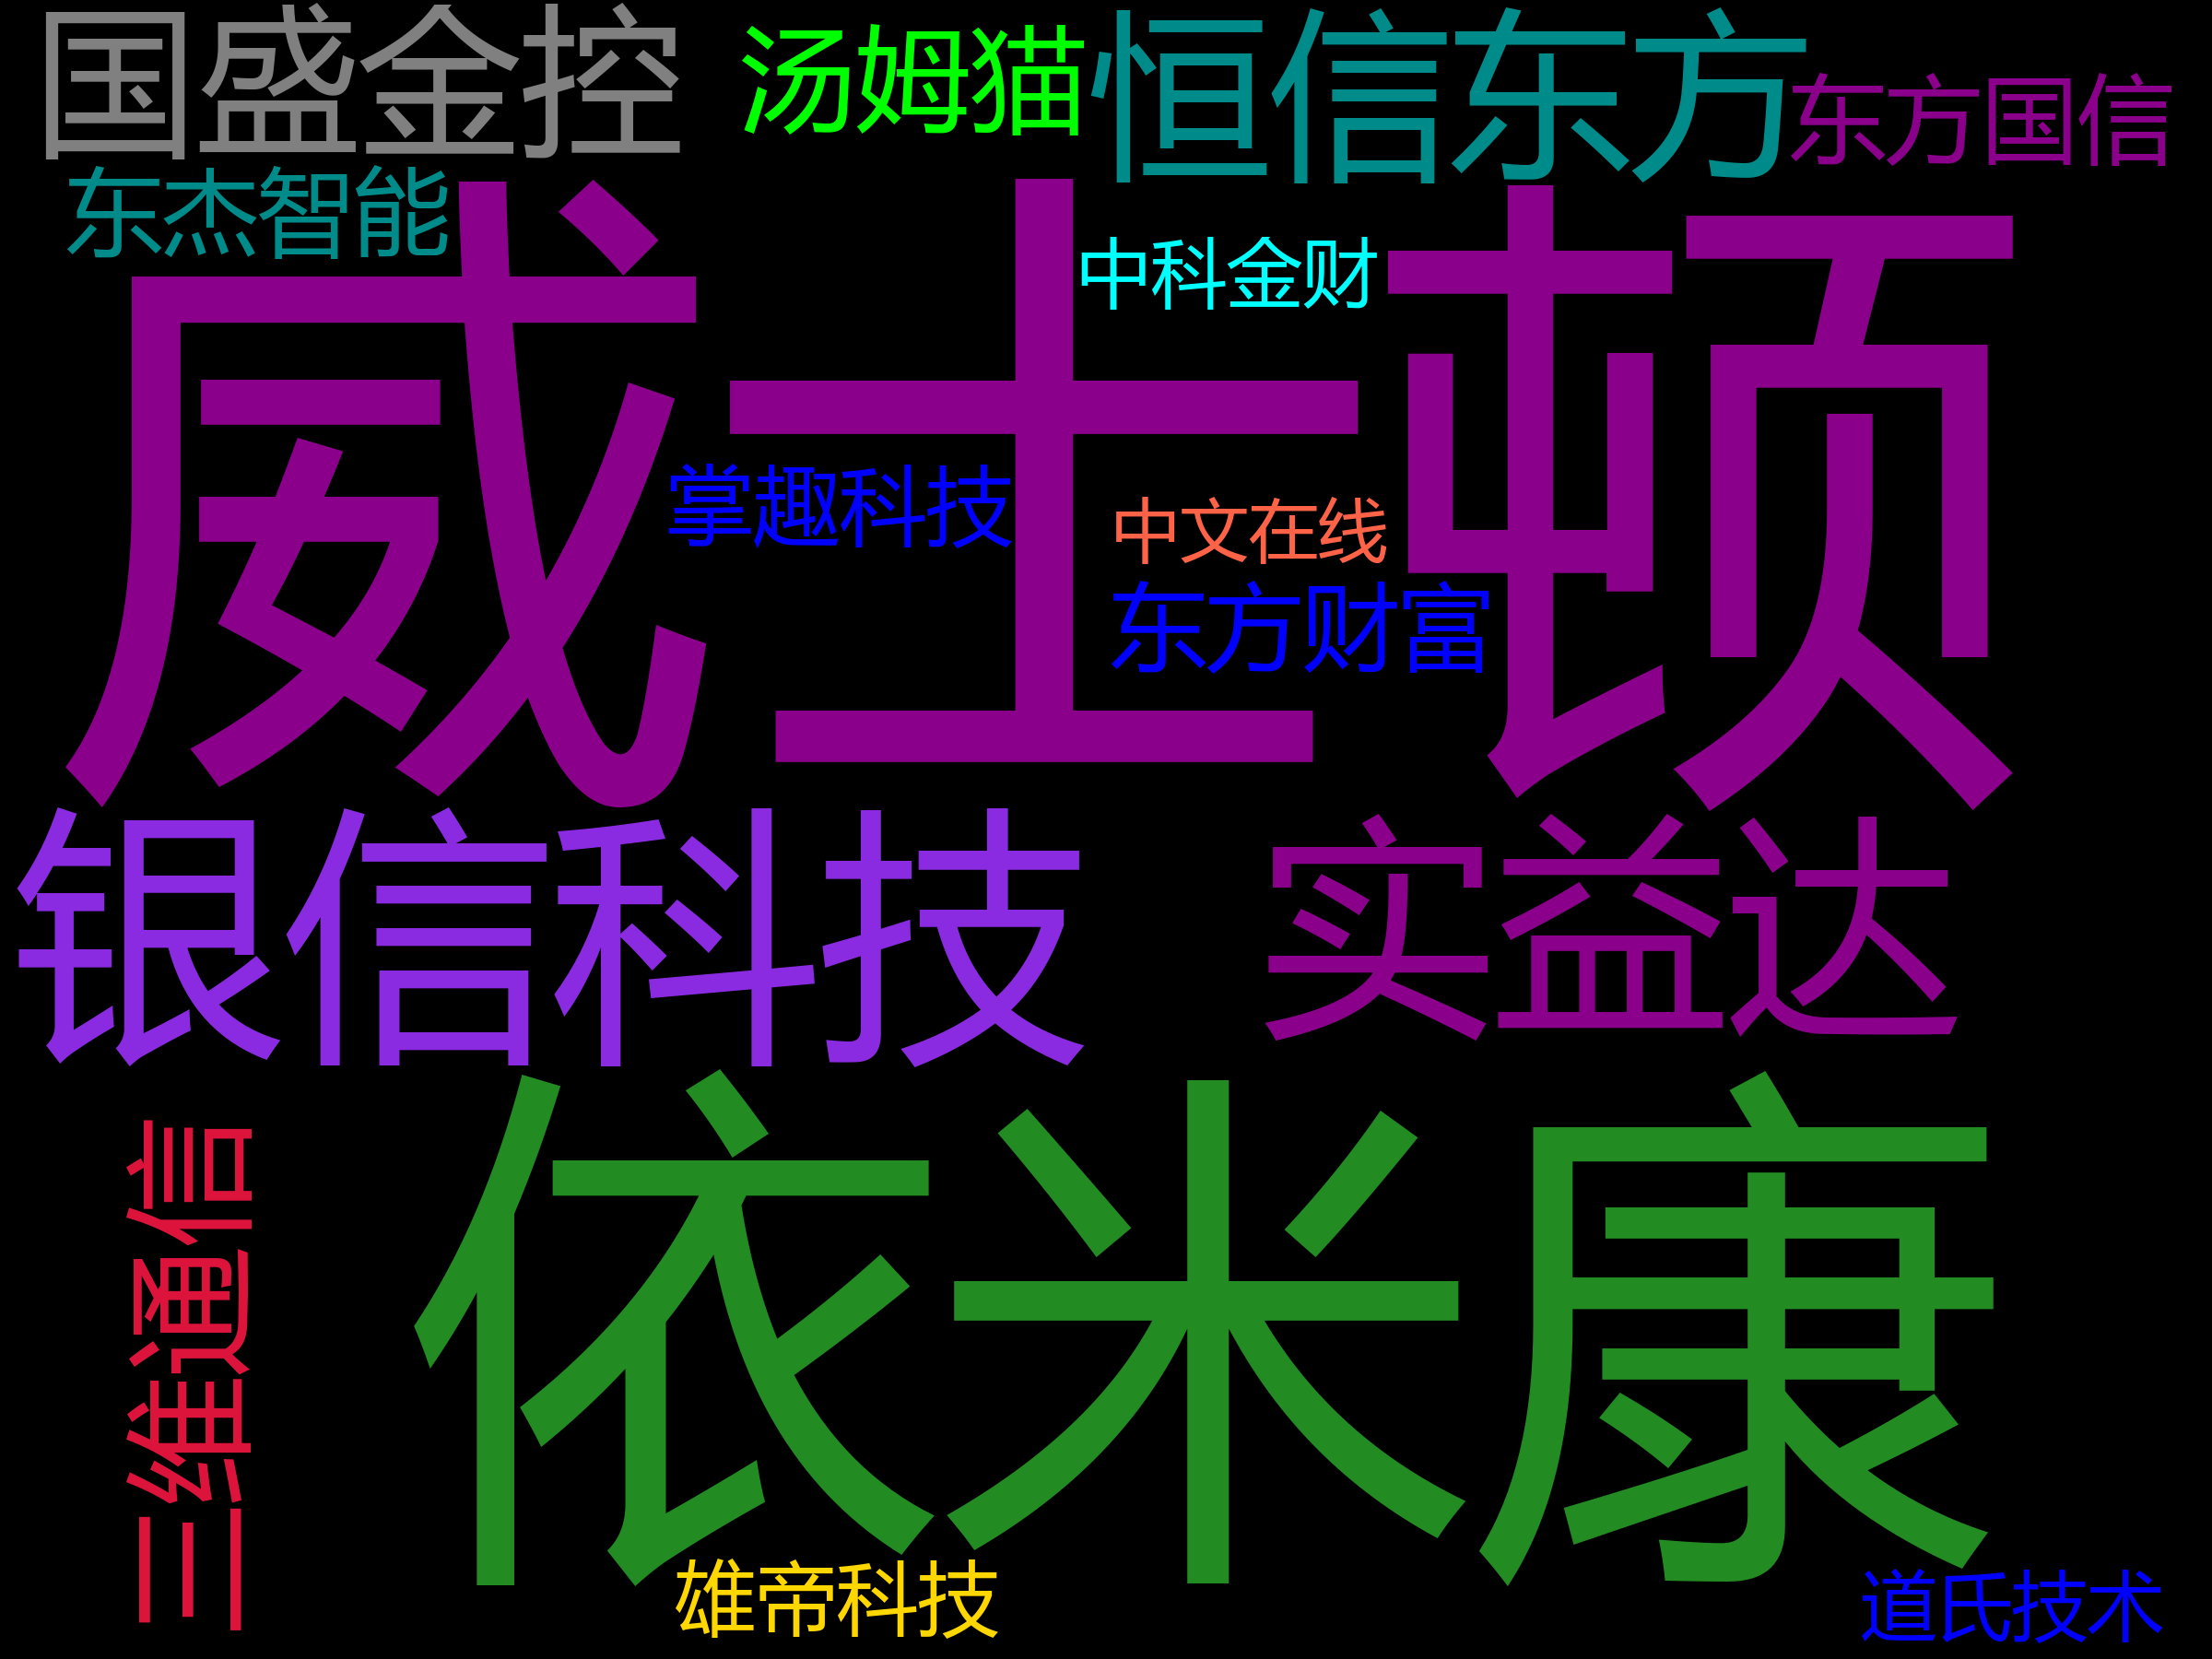 国盛金控
汤姆猫
恒信东方
东方国信
东杰智能
中科金财
威士顿
掌趣科技
中文在线
东方财富
银信科技
实益达
三维通信
依米康
雄帝科技
道氏技术